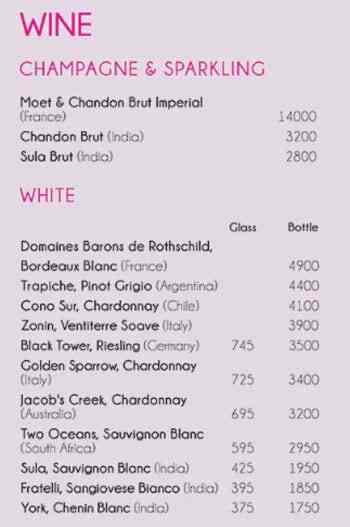 WINE
CHAMPAGNE & SPARKLING
Moet & Chandon Brut Imperial
(France) 14000
Chandon Brut (India) 3200
Sula Brut (India) 2800
WHITE
Glass Bottle
Domaines Barons de Rothschild,
Bordeaux Blanc (France) 4900
Trapiche, Pinot Grigio (Argentina) 4400
Cono Sur, Chardonnay (Chile) 4100
Zonin, Ventiterre Soave (Italy) 3900
Black Tower, Riesling (Germany) 745 3500
Golden Sparrow, Chardonnay
(Italy) 725 3400
Jacob's Creek, Chardonnay
(Australia) 695 3200
Two Oceans, Sauvignon Blanc
(South Africa) 595 2950
Sula, Sauvignon Blanc (India) 425 1950
Fratelli, Sangiovese Bianco (India) 395 1850
York, Chenin Blanc (India) 375 1750